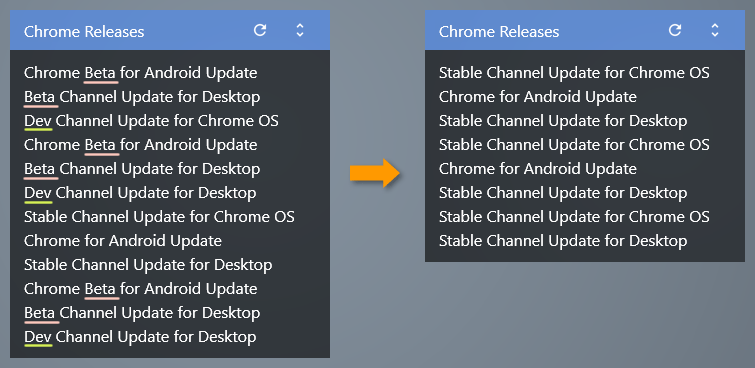 Chrome Releases
Chrome Beta for Android Update
Beta Channel Update for Desktop
Dev Channel Update for Chrome OS
Chrome Beta for Android Update
Beta Channel Update for Desktop
Dev Channel Update for Desktop
Stable Channel Update for Chrome OS
Chrome for Android Update
Stable Channel Update for Desktop
Chrome Beta for Android Update
Beta Channel Update for Desktop
Dev Channel Update for Desktop
Chrome Releases
Stable Channel Update for Chrome OS
Chrome for Android Update
Stable Channel Update for Desktop
Stable Channel Update for Chrome OS
Chrome for Android Update
Stable Channel Update for Desktop
Stable Channel Update for Chrome OS
Stable Channel Update for Desktop